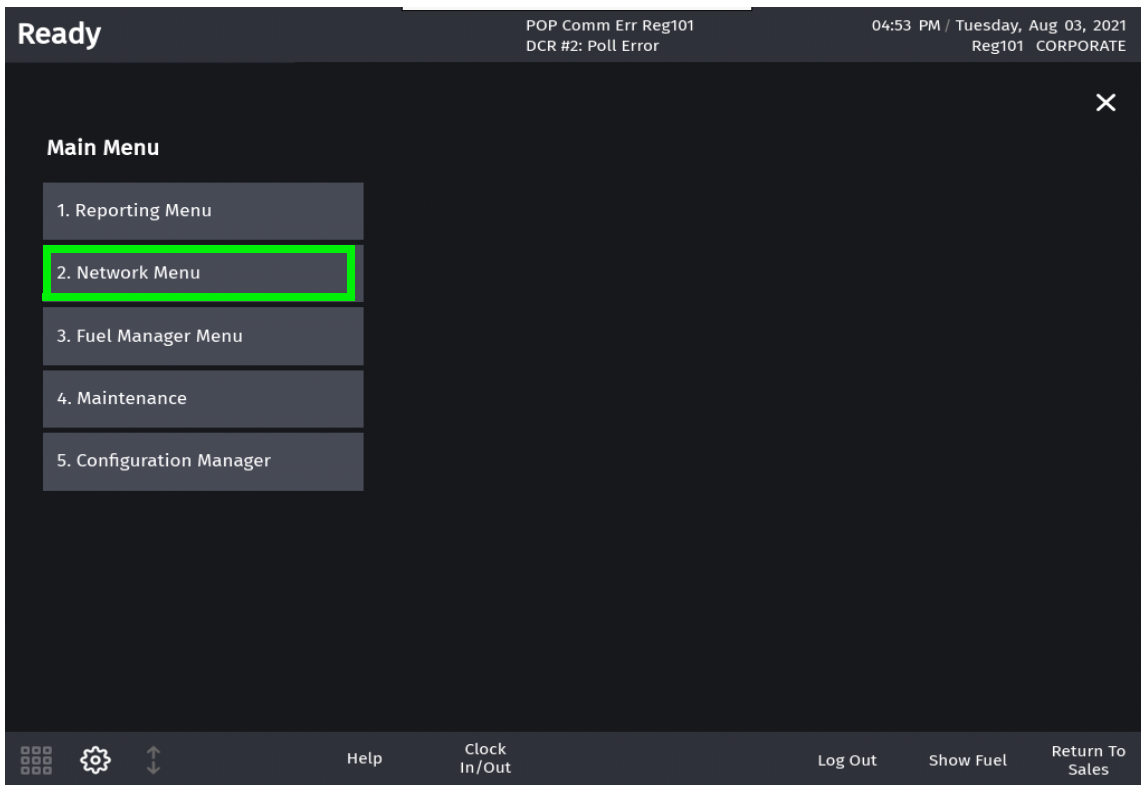 Ready
POP Comm Err Reg101
DCR #2: Poll Error
04:53 PM / Tuesday, Aug 03, 2021
Reg101 CORPORATE
Main Menu
1. Reporting Menu
2. Network Menu
3. Fuel Manager Menu
4. Maintenance
5. Configuration Manager
Help
Clock
In/Out
Log Out
Show Fuel
Return To
Sales